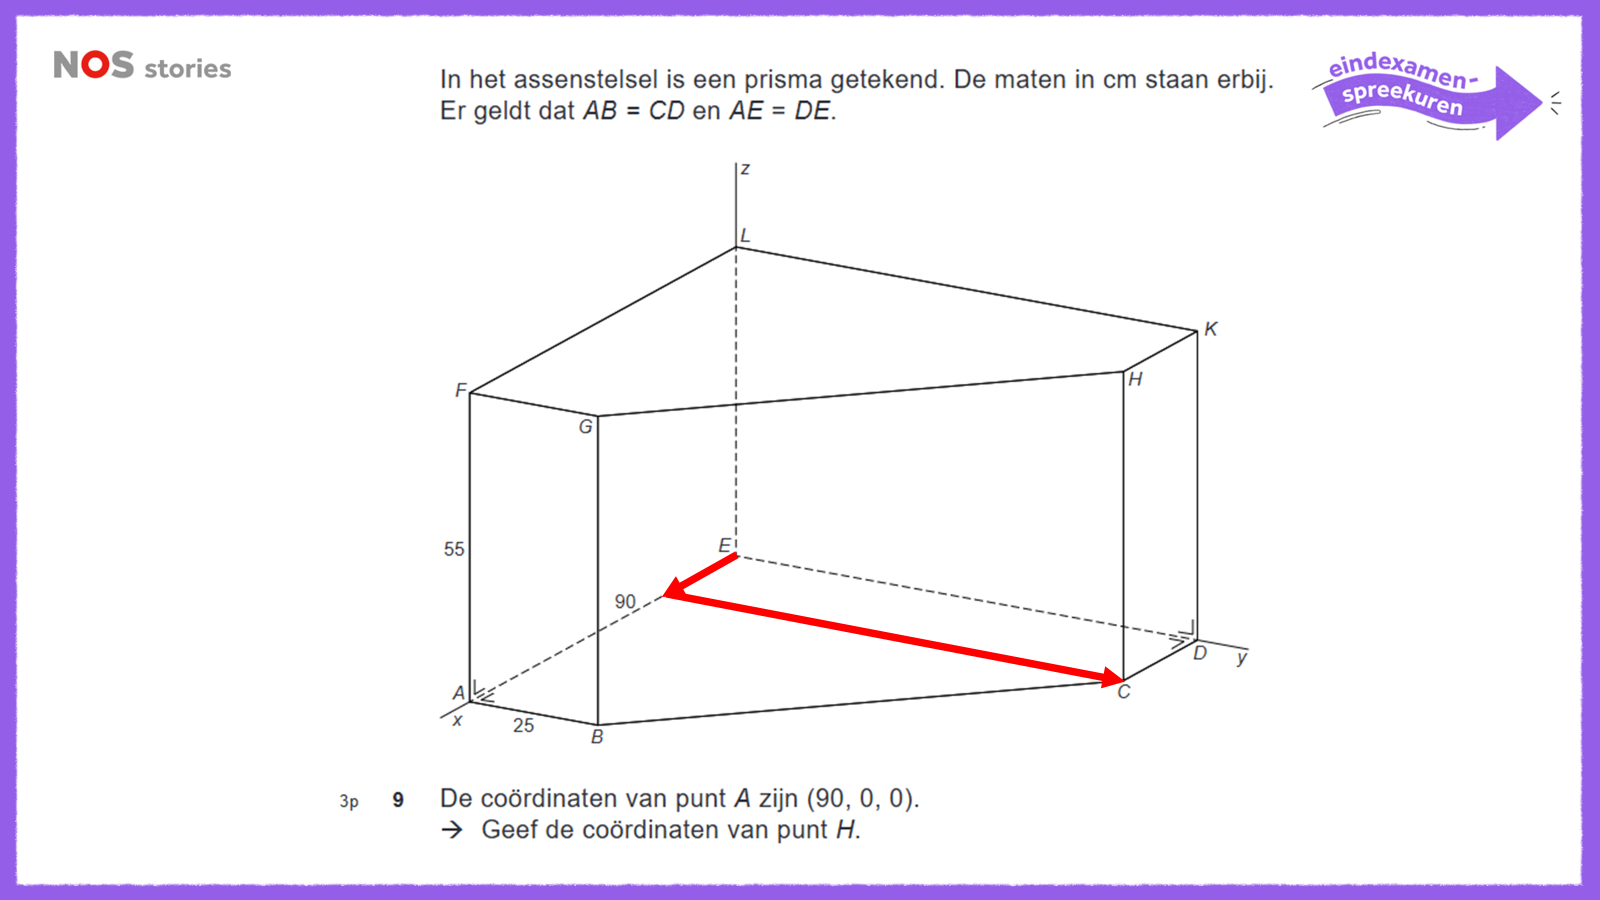 NOS stories
eindexamen-
spreekuren
In het assenstelsel is een prisma getekend. De maten in cm staan erbij.
Er geldt dat AB = CD en AE = DE.
z
L
K
F
H
G
55
E
90
A
D
y
x
25
C
B
3p 9 De coördinaten van punt A zijn (90, 0, 0).
→ Geef de coördinaten van punt H.